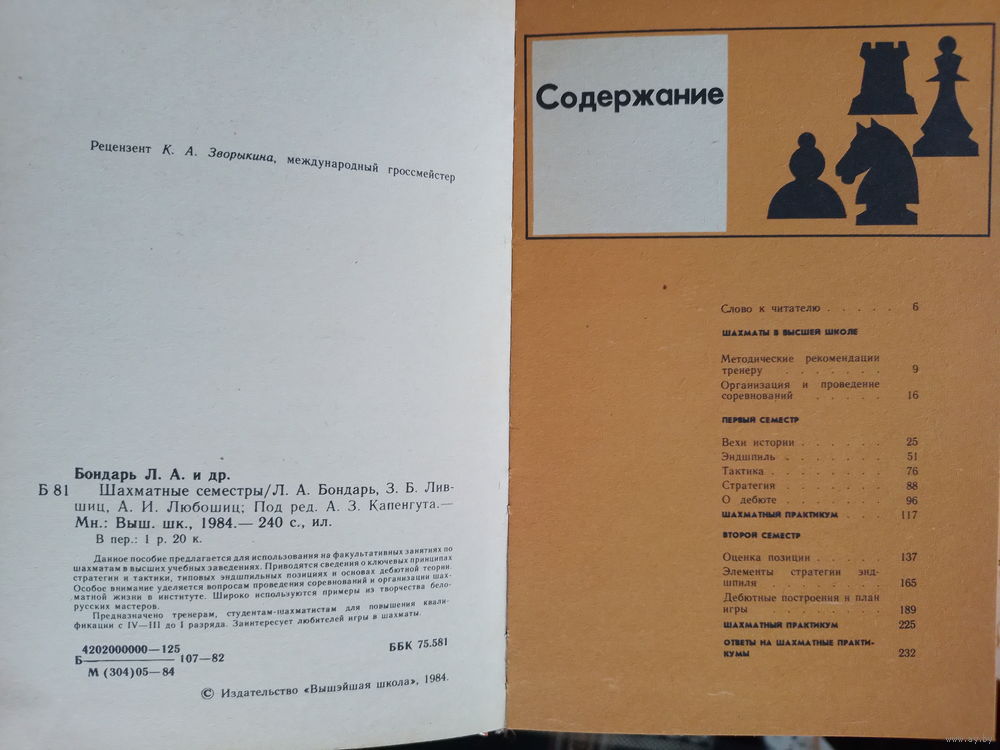 Рецензент К. А. Зворыкина, международный гроссмейстер
Бондарь Л. А. и др.
Б 81 Шахматные семестры/Л. А. Бондарь, З. Б. Лив-
шиц, А. И. Любошиц; Под ред. А. З. Капенгута.—
Мн.: Выш. шк., 1984.— 240 с., ил.
В пер.: 1 р. 20 к.
Данное пособие предлагается для использования на факультативных занятиях по
шахматам в высших учебных заведениях. Приводятся сведения о ключевых принципах
стратегии и тактики, типовых эндшпильных позициях и основах дебютной теории.
Особое внимание уделяется вопросам проведения соревнований и организации шах-
матной жизни в институте. Широко используются примеры из творчества бело-
русских мастеров.
Предназначено тренерам, студентам-шахматистам для повышения квали-
фикации с IV—III до I разряда. Заинтересует любителей игры в шахматы.
4202000000—125
Б———— 107—82
М (304)05—84
ББК 75.581
© Издательство «Вышэйшая школа», 1984.
Содержание
Слово к читателю . . . . . 6
ШАХМАТЫ В ВЫСШЕЙ ШКОЛЕ
Методические рекомендации
тренеру . . . . . . . 9
Организация и проведение
соревнований . . . . . 16
ПЕРВЫЙ СЕМЕСТР
Вехи истории . . . . . . 25
Эндшпиль . . . . . . . 51
Тактика . . . . . . . . 76
Стратегия . . . . . . . 88
О дебюте . . . . . . . 96
ШАХМАТНЫЙ ПРАКТИКУМ . . . 117
ВТОРОЙ СЕМЕСТР
Оценка позиции . . . . . 137
Элементы стратегии энд-
шпиля . . . . . . . . 165
Дебютные построения и план
игры . . . . . . . . 189
ШАХМАТНЫЙ ПРАКТИКУМ . . . 225
ОТВЕТЫ НА ШАХМАТНЫЕ ПРАКТИ-
КУМЫ . . . . . . . . 232
www.ay.by